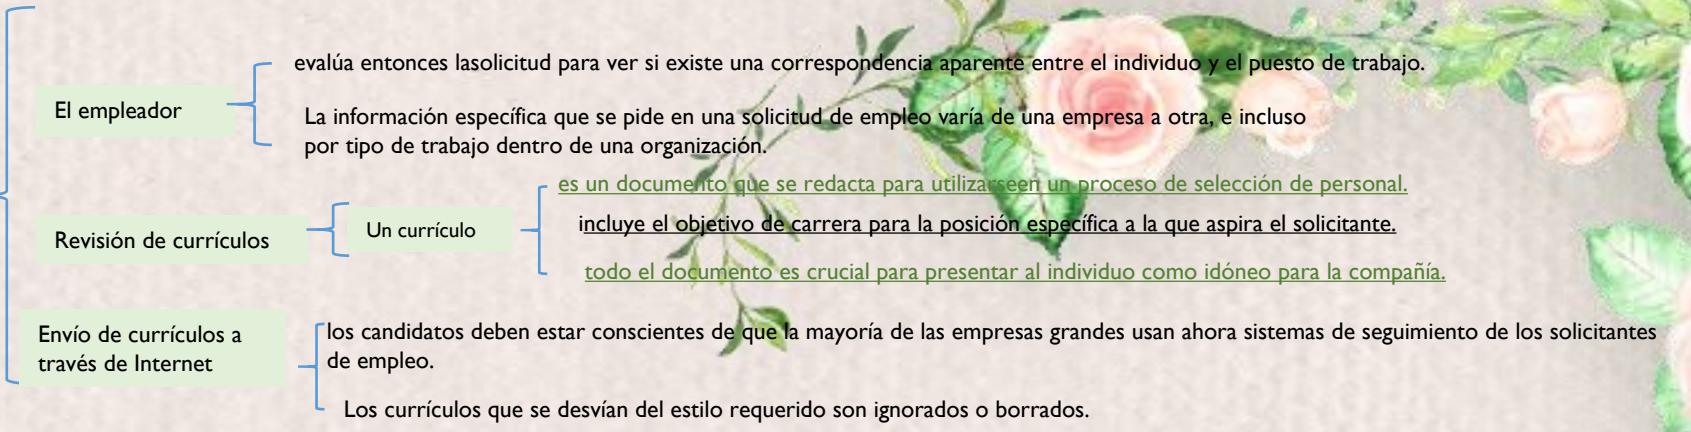 evalúa entonces lasolicitud para ver si existe una correspondencia aparente entre el individuo y el puesto de trabajo.
El empleador
La información específica que se pide en una solicitud de empleo varía de una empresa a otra, e incluso
por tipo de trabajo dentro de una organización.
es un documento que se redacta para utilizarseen un proceso de selección de personal.
Revisión de currículos
Un currículo
incluye el objetivo de carrera para la posición específica a la que aspira el solicitante.
todo el documento es crucial para presentar al individuo como idóneo para la compañía.
Envío de currículos a
través de Internet
los candidatos deben estar conscientes de que la mayoría de las empresas grandes usan ahora sistemas de seguimiento de los solicitantes
de empleo.
Los currículos que se desvían del estilo requerido son ignorados o borrados.